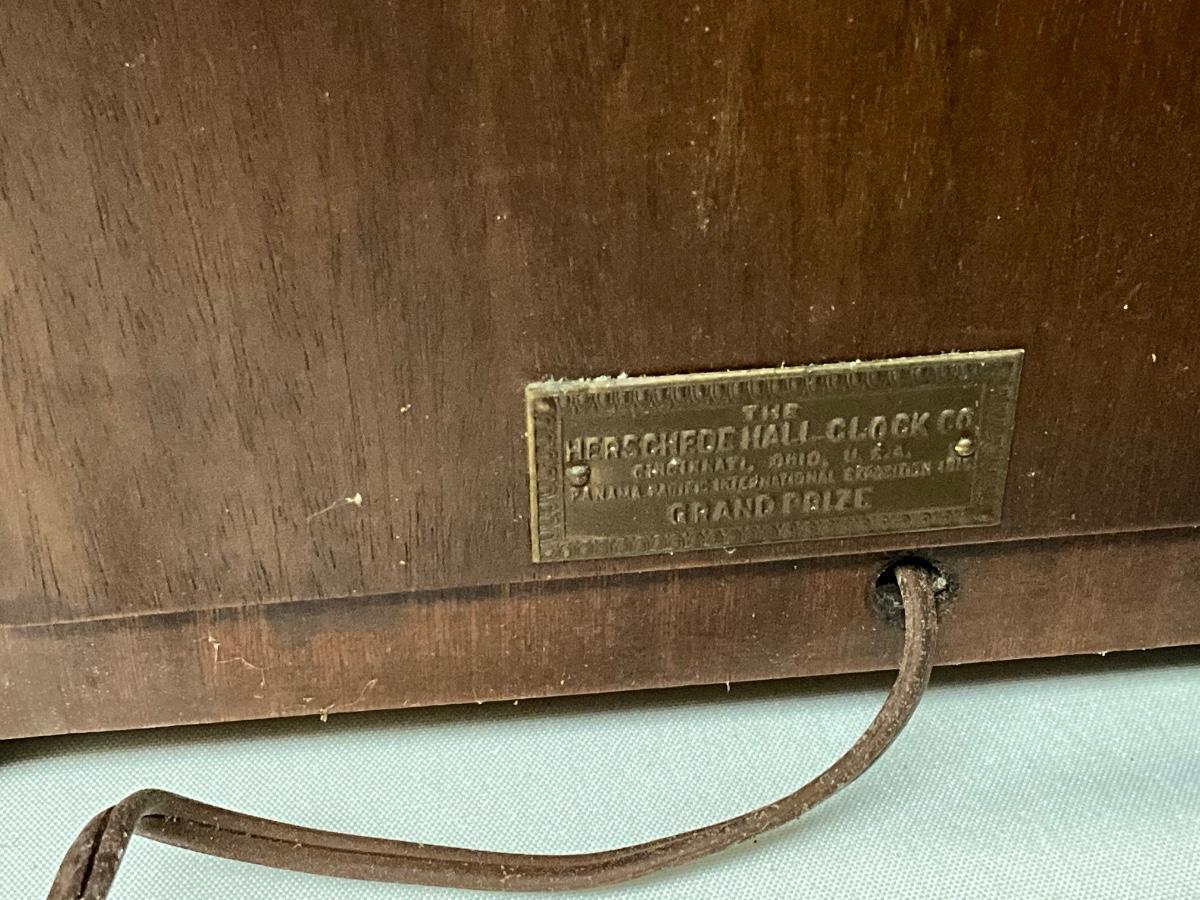 THE
HERSCHEDE HALL CLOCK CO.
CINCINNATI, OHIO, U.S.A.
PANAMA PACIFIC INTERNATIONAL EXPOSITION 1915
GRAND PRIZE